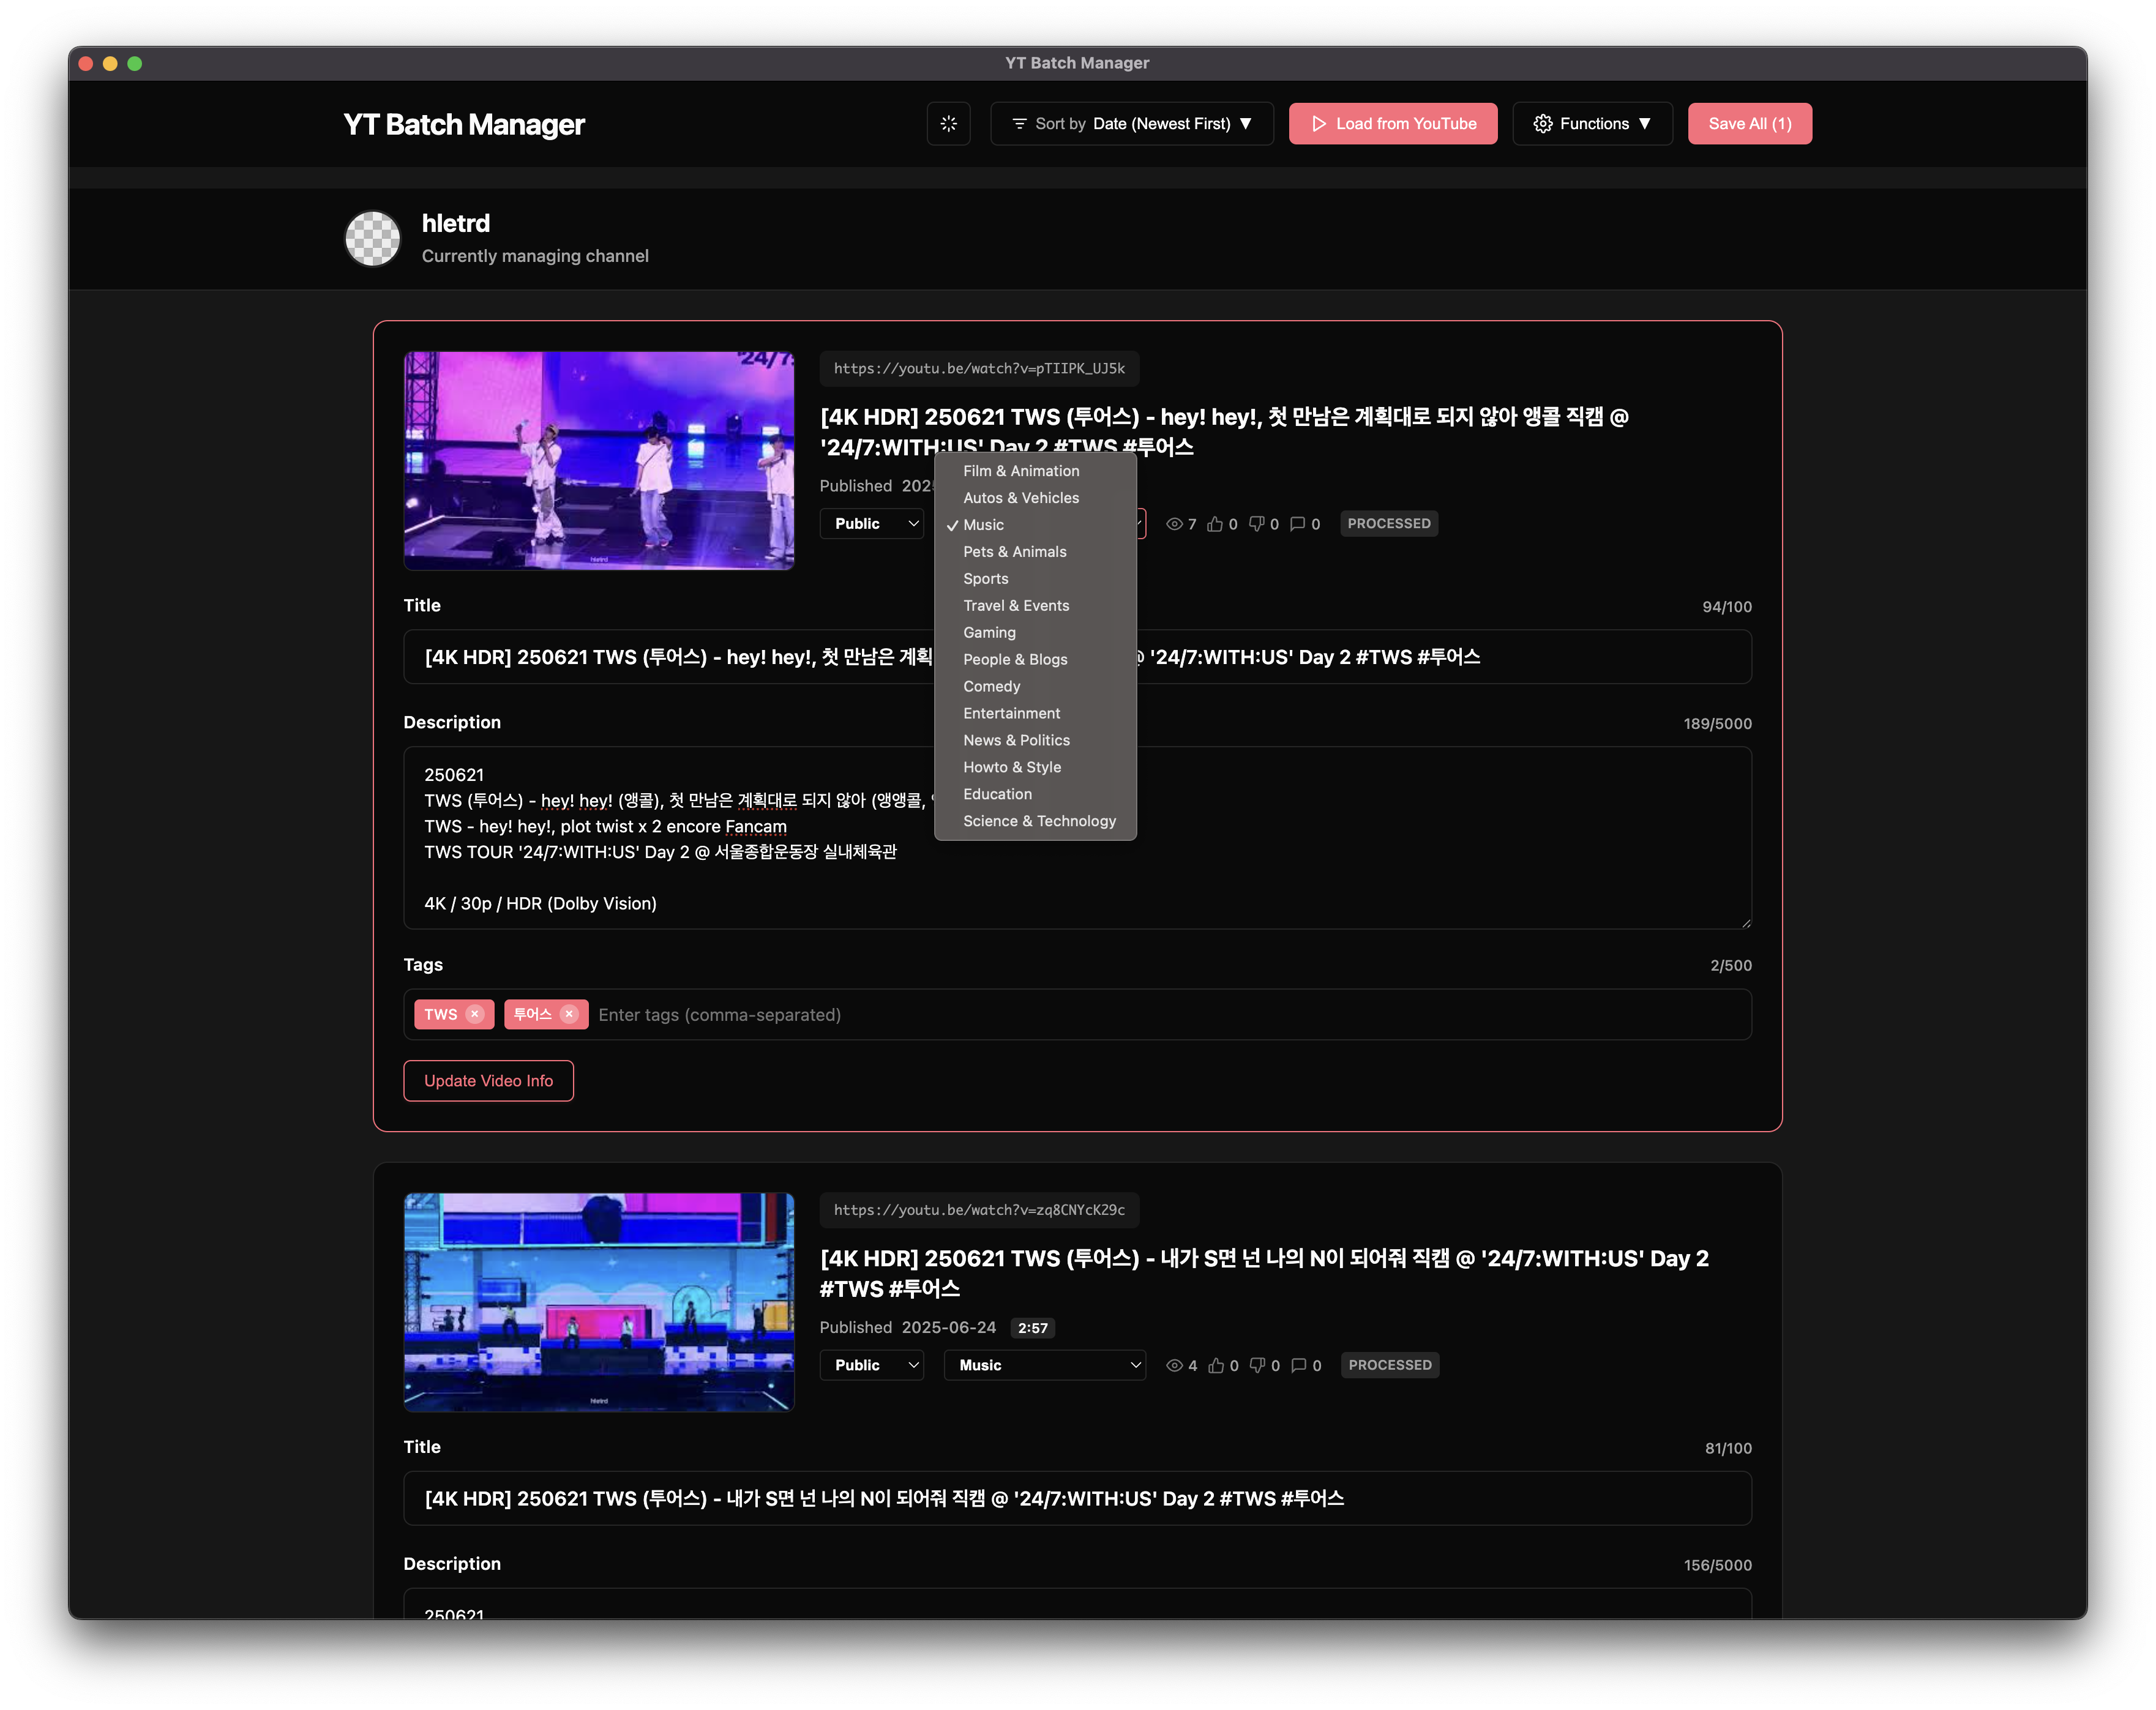 YT Batch Manager
YT Batch Manager
Sort by Date (Newest First) ▼
Load from YouTube
Functions ▼
Save All (1)
hletrd
Currently managing channel
'24/7:
hletrd
https://youtu.be/watch?v=pTIIPK_UJ5k
[4K HDR] 250621 TWS (투어스) - hey! hey!, 첫 만남은 계획대로 되지 않아 앵콜 직캠 @
'24/7:WITH:US' Day 2 #TWS #투어스
Published 202
Public
Film & Animation
Autos & Vehicles
✓ Music
Pets & Animals
Sports
Travel & Events
Gaming
People & Blogs
Comedy
Entertainment
News & Politics
Howto & Style
Education
Science & Technology
7 0 0 0
PROCESSED
Title
94/100
[4K HDR] 250621 TWS (투어스) - hey! hey!, 첫 만남은 계획 '24/7:WITH:US' Day 2 #TWS #투어스
Description
189/5000
250621
TWS (투어스) - hey! hey! (앵콜), 첫 만남은 계획대로 되지 않아 (앵앵콜,
TWS - hey! hey!, plot twist x 2 encore Fancam
TWS TOUR '24/7:WITH:US' Day 2 @ 서울종합운동장 실내체육관
4K / 30p / HDR (Dolby Vision)
Tags
2/500
TWS × 투어스 × Enter tags (comma-separated)
Update Video Info
hletrd
https://youtu.be/watch?v=zq8CNYcK29c
[4K HDR] 250621 TWS (투어스) - 내가 S면 넌 나의 N이 되어줘 직캠 @ '24/7:WITH:US' Day 2
#TWS #투어스
Published 2025-06-24 2:57
Public
Music
4 0 0 0
PROCESSED
Title
81/100
[4K HDR] 250621 TWS (투어스) - 내가 S면 넌 나의 N이 되어줘 직캠 @ '24/7:WITH:US' Day 2 #TWS #투어스
Description
156/5000
250621